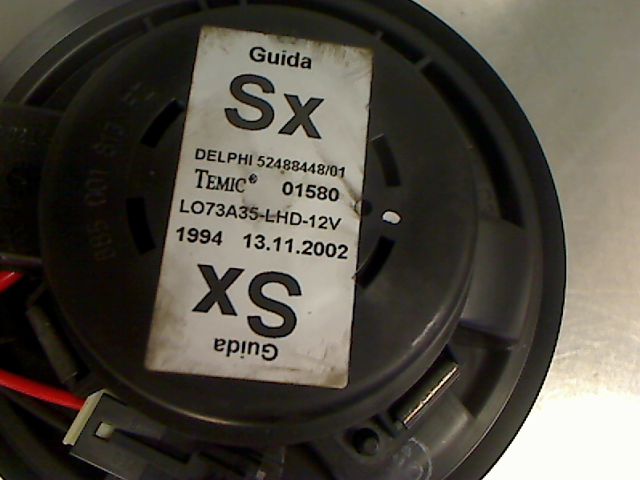 Guida
Sx
DELPHI 52488448/01
TEMIC® 01580
LO73A35-LHD-12V
1994 13.11.2002
Sx
Guida